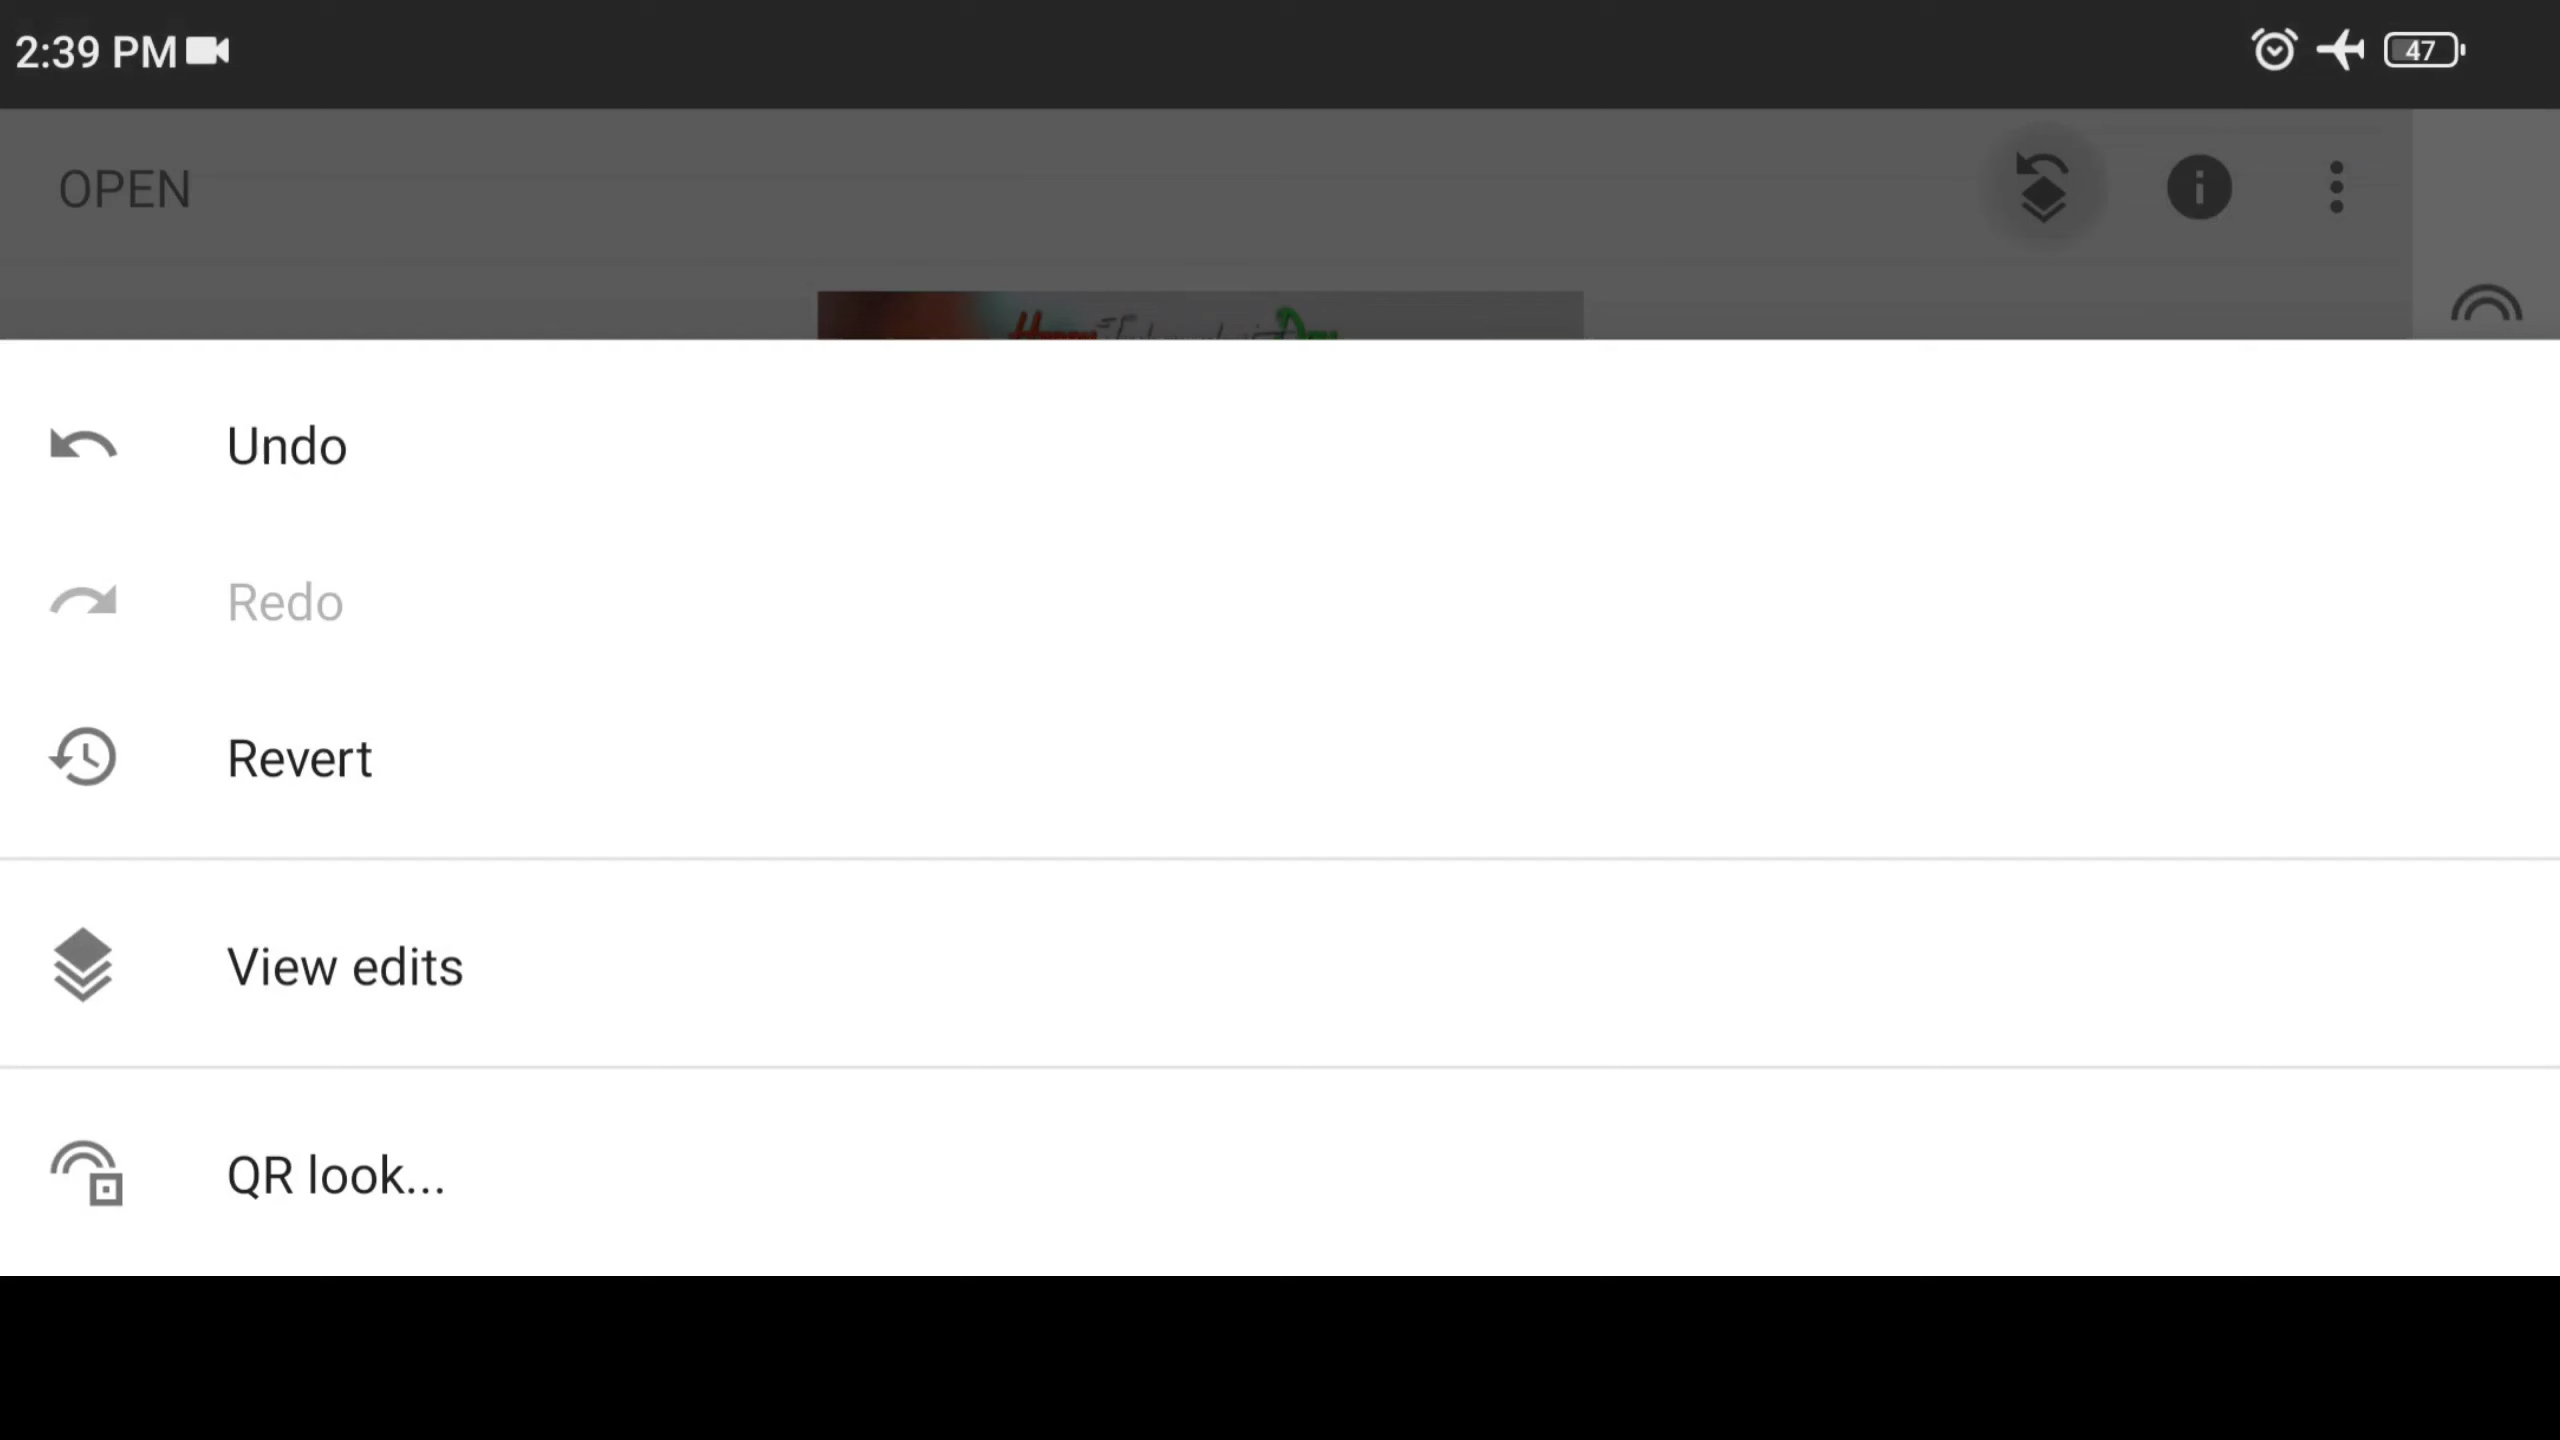 2:39 PM
47
OPEN
Undo
Redo
Revert
View edits
QR look...